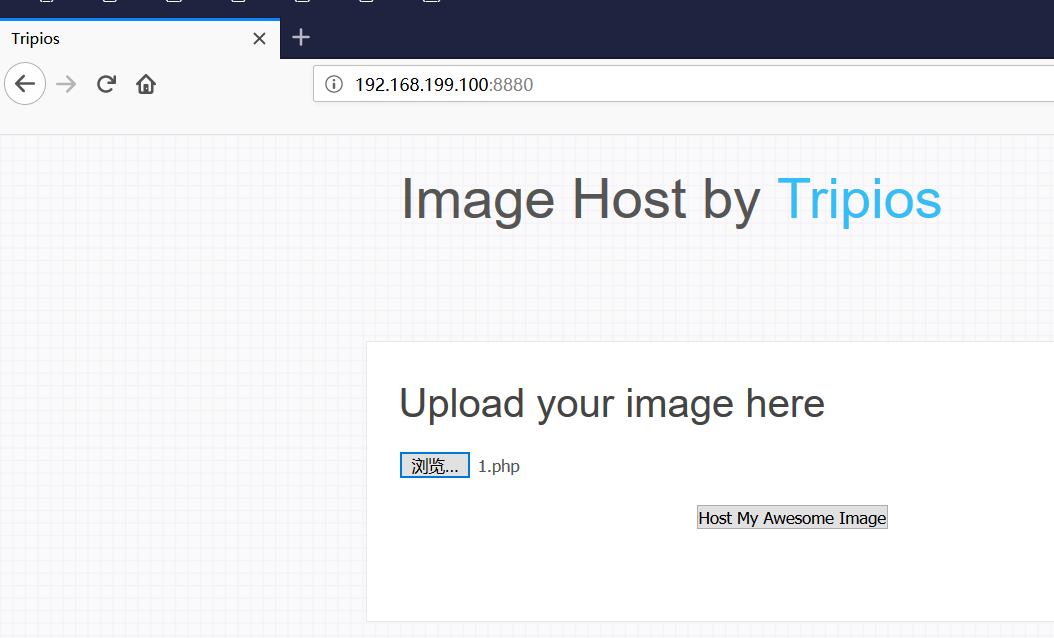 Tripios
192.168.199.100:8880
Image Host by Tripios
Upload your image here
浏览... 1.php
Host My Awesome Image